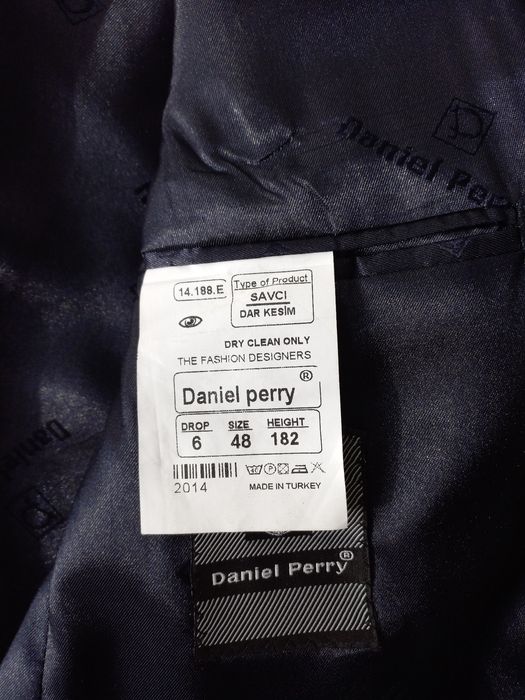 Daniel Perry
14.188.E
Type of Product
SAVCI
DAR KESİM
DRY CLEAN ONLY
THE FASHION DESIGNERS
Daniel perry ®
DROP SIZE HEIGHT
6 48 182
2014
MADE IN TURKEY
Daniel Perry®